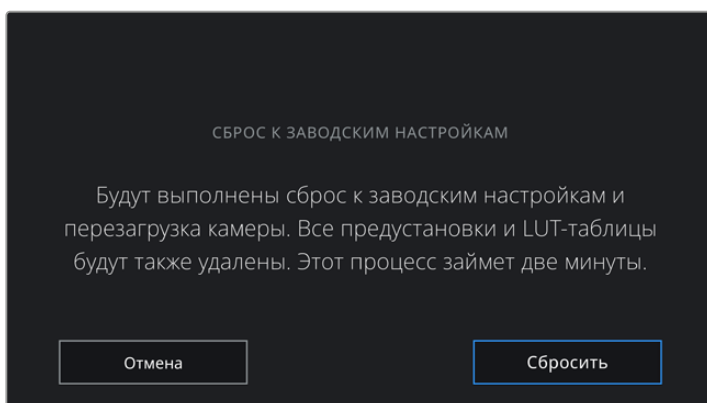 СБРОС К ЗАВОДСКИМ НАСТРОЙКАМ
Будут выполнены сброс к заводским настройкам и
перезагрузка камеры. Все предустановки и LUT-таблицы
будут также удалены. Этот процесс займет две минуты.
Отмена
Сбросить